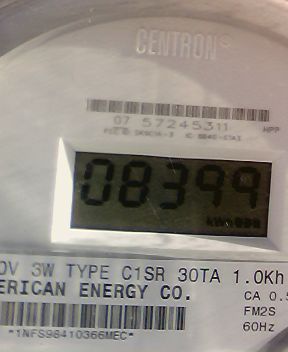 CENTRON®
07 57245311
08399
0V 3W TYPE C1SR 30TA 1.0Kh
ERICAN ENERGY CO.
CA 0.5
FM2S
60Hz
*1NFS98410366MEC*